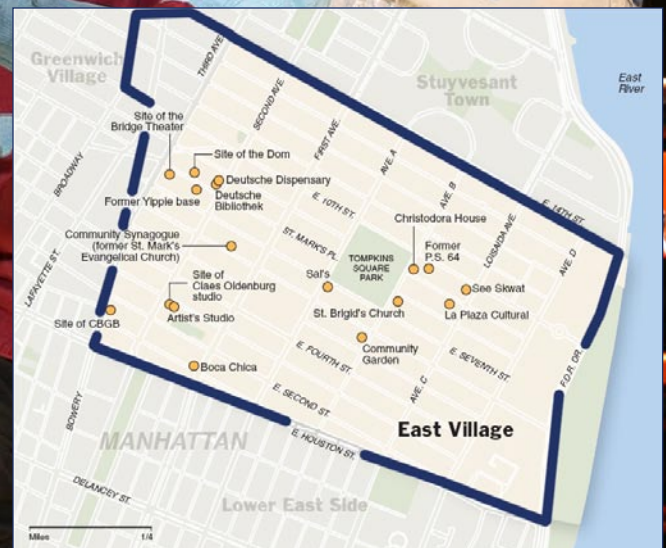 Greenwich
Village
THIRD AVE.
SECOND AVE.
FIRST AVE.
AVE. A
AVE. B
LOISAIDA AVE.
AVE. D
Stuyvesant
Town
East
River
E. 14TH ST.
BROADWAY
LAFAYETTE ST.
Site of the
Bridge Theater
Site of the Dom
Former Yippie base
Deutsche Dispensary
Deutsche
Bibliothek
E. 10TH ST.
ST. MARK'S PL.
Community Synagogue
(former St. Mark's
Evangelical Church)
Christodora House
Former
P.S. 64
TOMPKINS
SQUARE
PARK
Sal's
Site of
Claes Oldenburg
studio
Artist's Studio
Site of CBGB
St. Brigid's Church
See Skwat
La Plaza Cultural
Community
Garden
E. FOURTH ST.
E. SEVENTH ST.
F.D.R. DR.
Boca Chica
E. SECOND ST.
AVE. C
East Village
BOWERY
MANHATTAN
E. HOUSTON ST.
DELANCEY ST.
Lower East Side
Miles 1/4